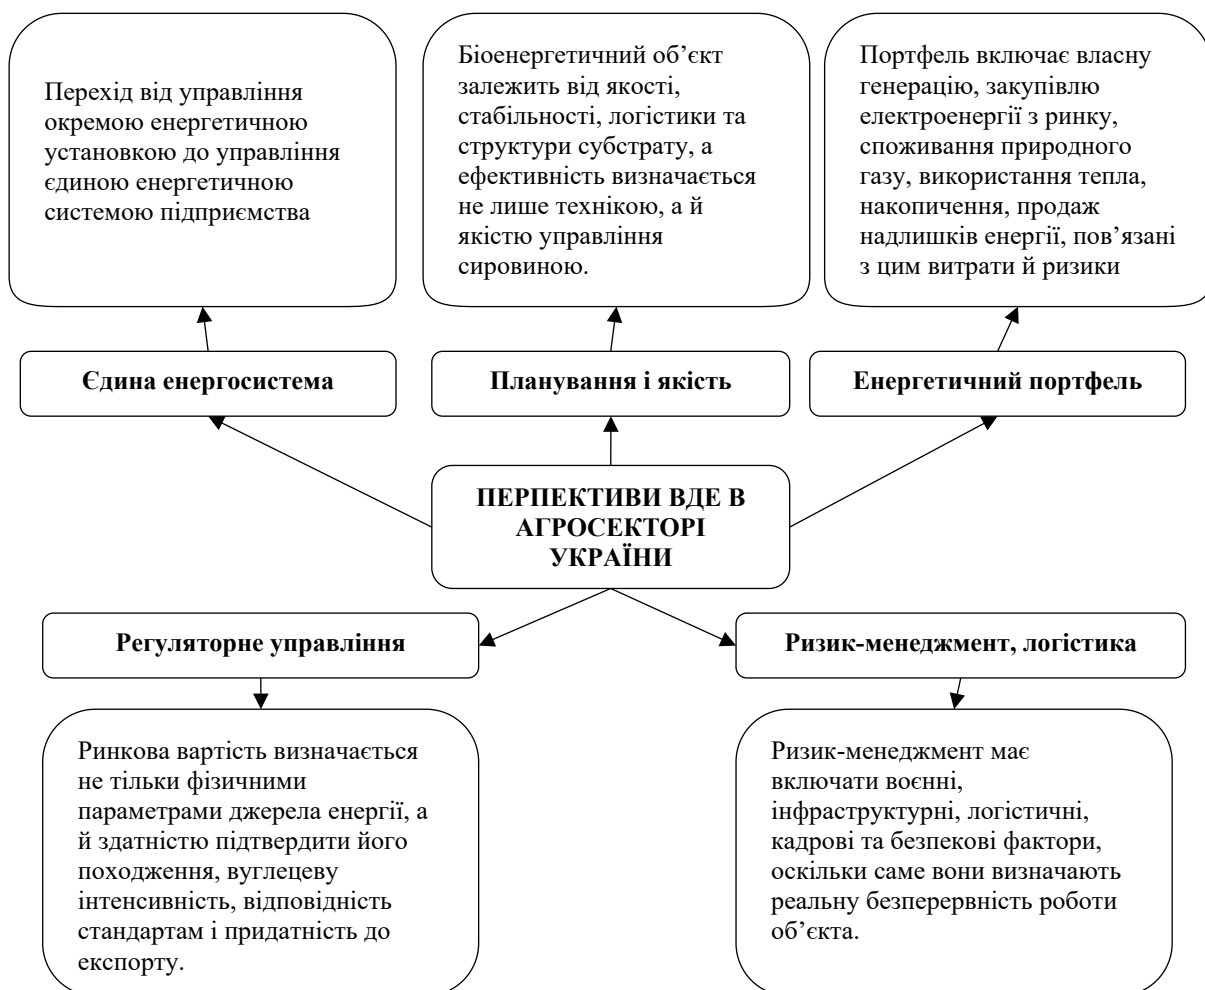 Перехід від управління
окремою енергетичною
установкою до управління
єдиною енергетичною
системою підприємства
Біоенергетичний об’єкт
залежить від якості,
стабільності, логістики та
структури субстрату, а
ефективність визначається
не лише технікою, а й
якістю управління
сировиною.
Портфель включає власну
генерацію, закупівлю
електроенергії з ринку,
споживання природного
газу, використання тепла,
накопичення, продаж
надлишків енергії, пов’язані
з цим витрати й ризики
Єдина енергосистема
Планування і якість
Енергетичний портфель
ПЕРПЕКТИВИ ВДЕ В
АГРОСЕКТОРІ
УКРАЇНИ
Регуляторне управління
Ризик-менеджмент, логістика
Ринкова вартість визначається
не тільки фізичними
параметрами джерела енергії, а
й здатністю підтвердити його
походження, вуглецеву
інтенсивність, відповідність
стандартам і придатність до
експорту.
Ризик-менеджмент має
включати воєнні,
інфраструктурні, логістичні,
кадрові та безпекові фактори,
оскільки саме вони визначають
реальну безперервність роботи
об’єкта.